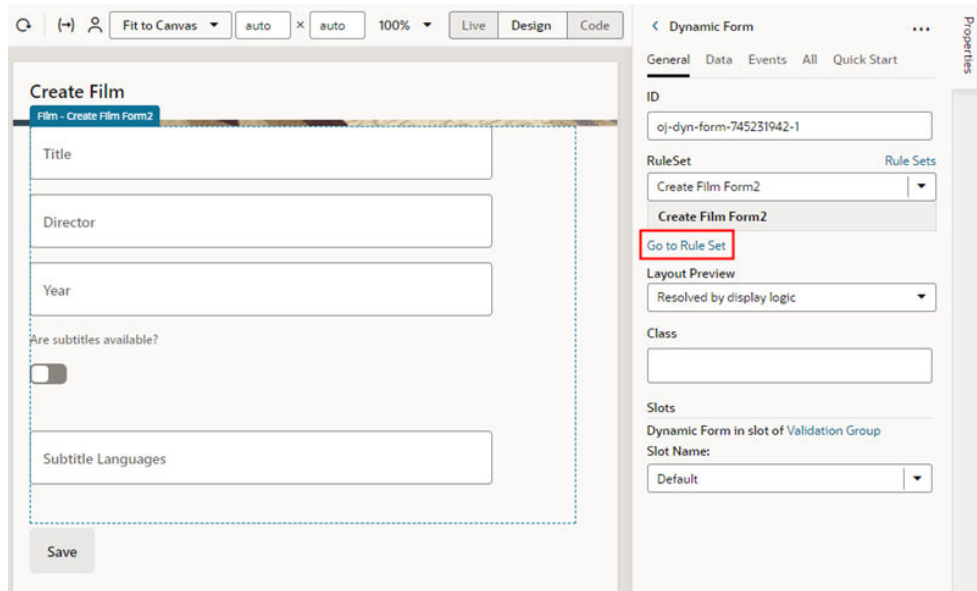 Fit to Canvas auto × auto 100% Live Design Code
Create Film
Film - Create Film Form2
Title
Director
Year
Are subtitles available?
Subtitle Languages
Save
Dynamic Form
General Data Events All Quick Start
ID
oj-dyn-form-745231942-1
RuleSet Rule Sets
Create Film Form2
Create Film Form2
Go to Rule Set
Layout Preview
Resolved by display logic
Class
Slots
Dynamic Form in slot of Validation Group
Slot Name:
Default
Properties